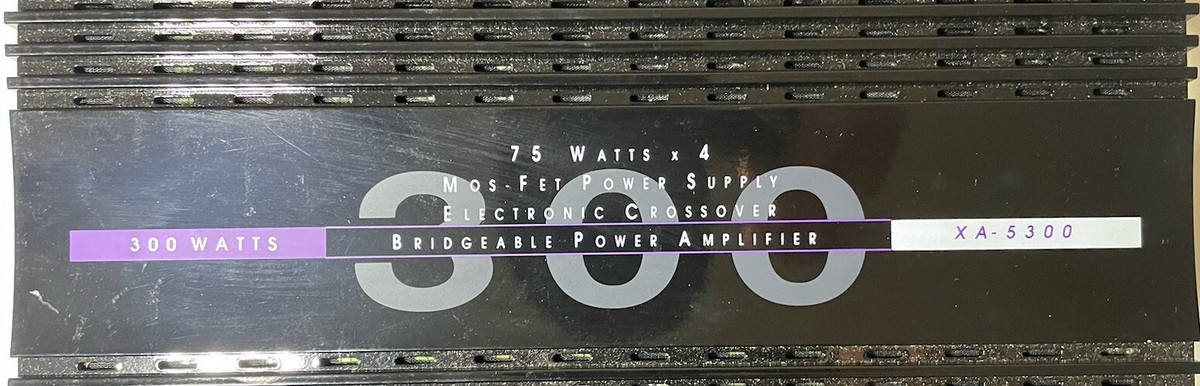 75 WATTS x 4
MOS-FET POWER SUPPLY
ELECTRONIC CROSSOVER
300
300 WATTS BRIDGEABLE POWER AMPLIFIER XA-5300